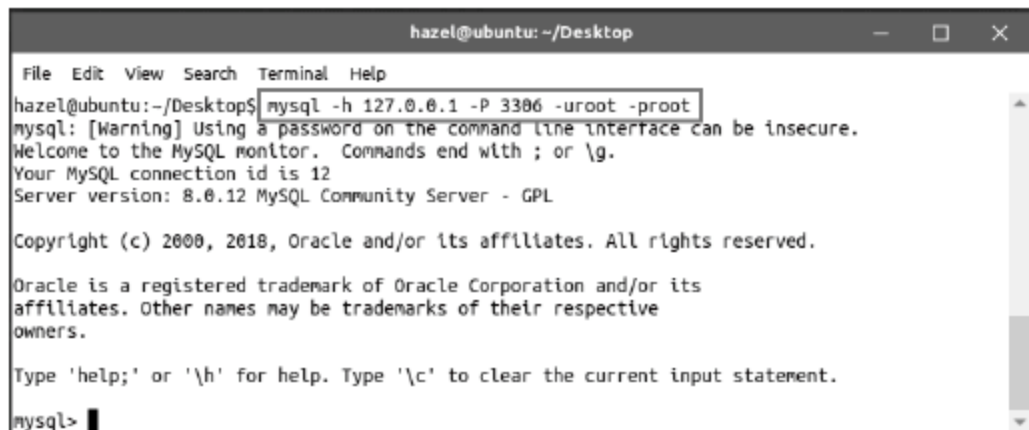 hazel@ubuntu: ~/Desktop
File Edit View Search Terminal Help
hazel@ubuntu:~/Desktop$ mysql -h 127.0.0.1 -P 3306 -uroot -proot
mysql: [Warning] Using a password on the command line interface can be insecure.
Welcome to the MySQL monitor.  Commands end with ; or \g.
Your MySQL connection id is 12
Server version: 8.0.12 MySQL Community Server - GPL
Copyright (c) 2000, 2018, Oracle and/or its affiliates. All rights reserved.
Oracle is a registered trademark of Oracle Corporation and/or its
affiliates. Other names may be trademarks of their respective
owners.
Type 'help;' or '\h' for help. Type '\c' to clear the current input statement.
mysql>